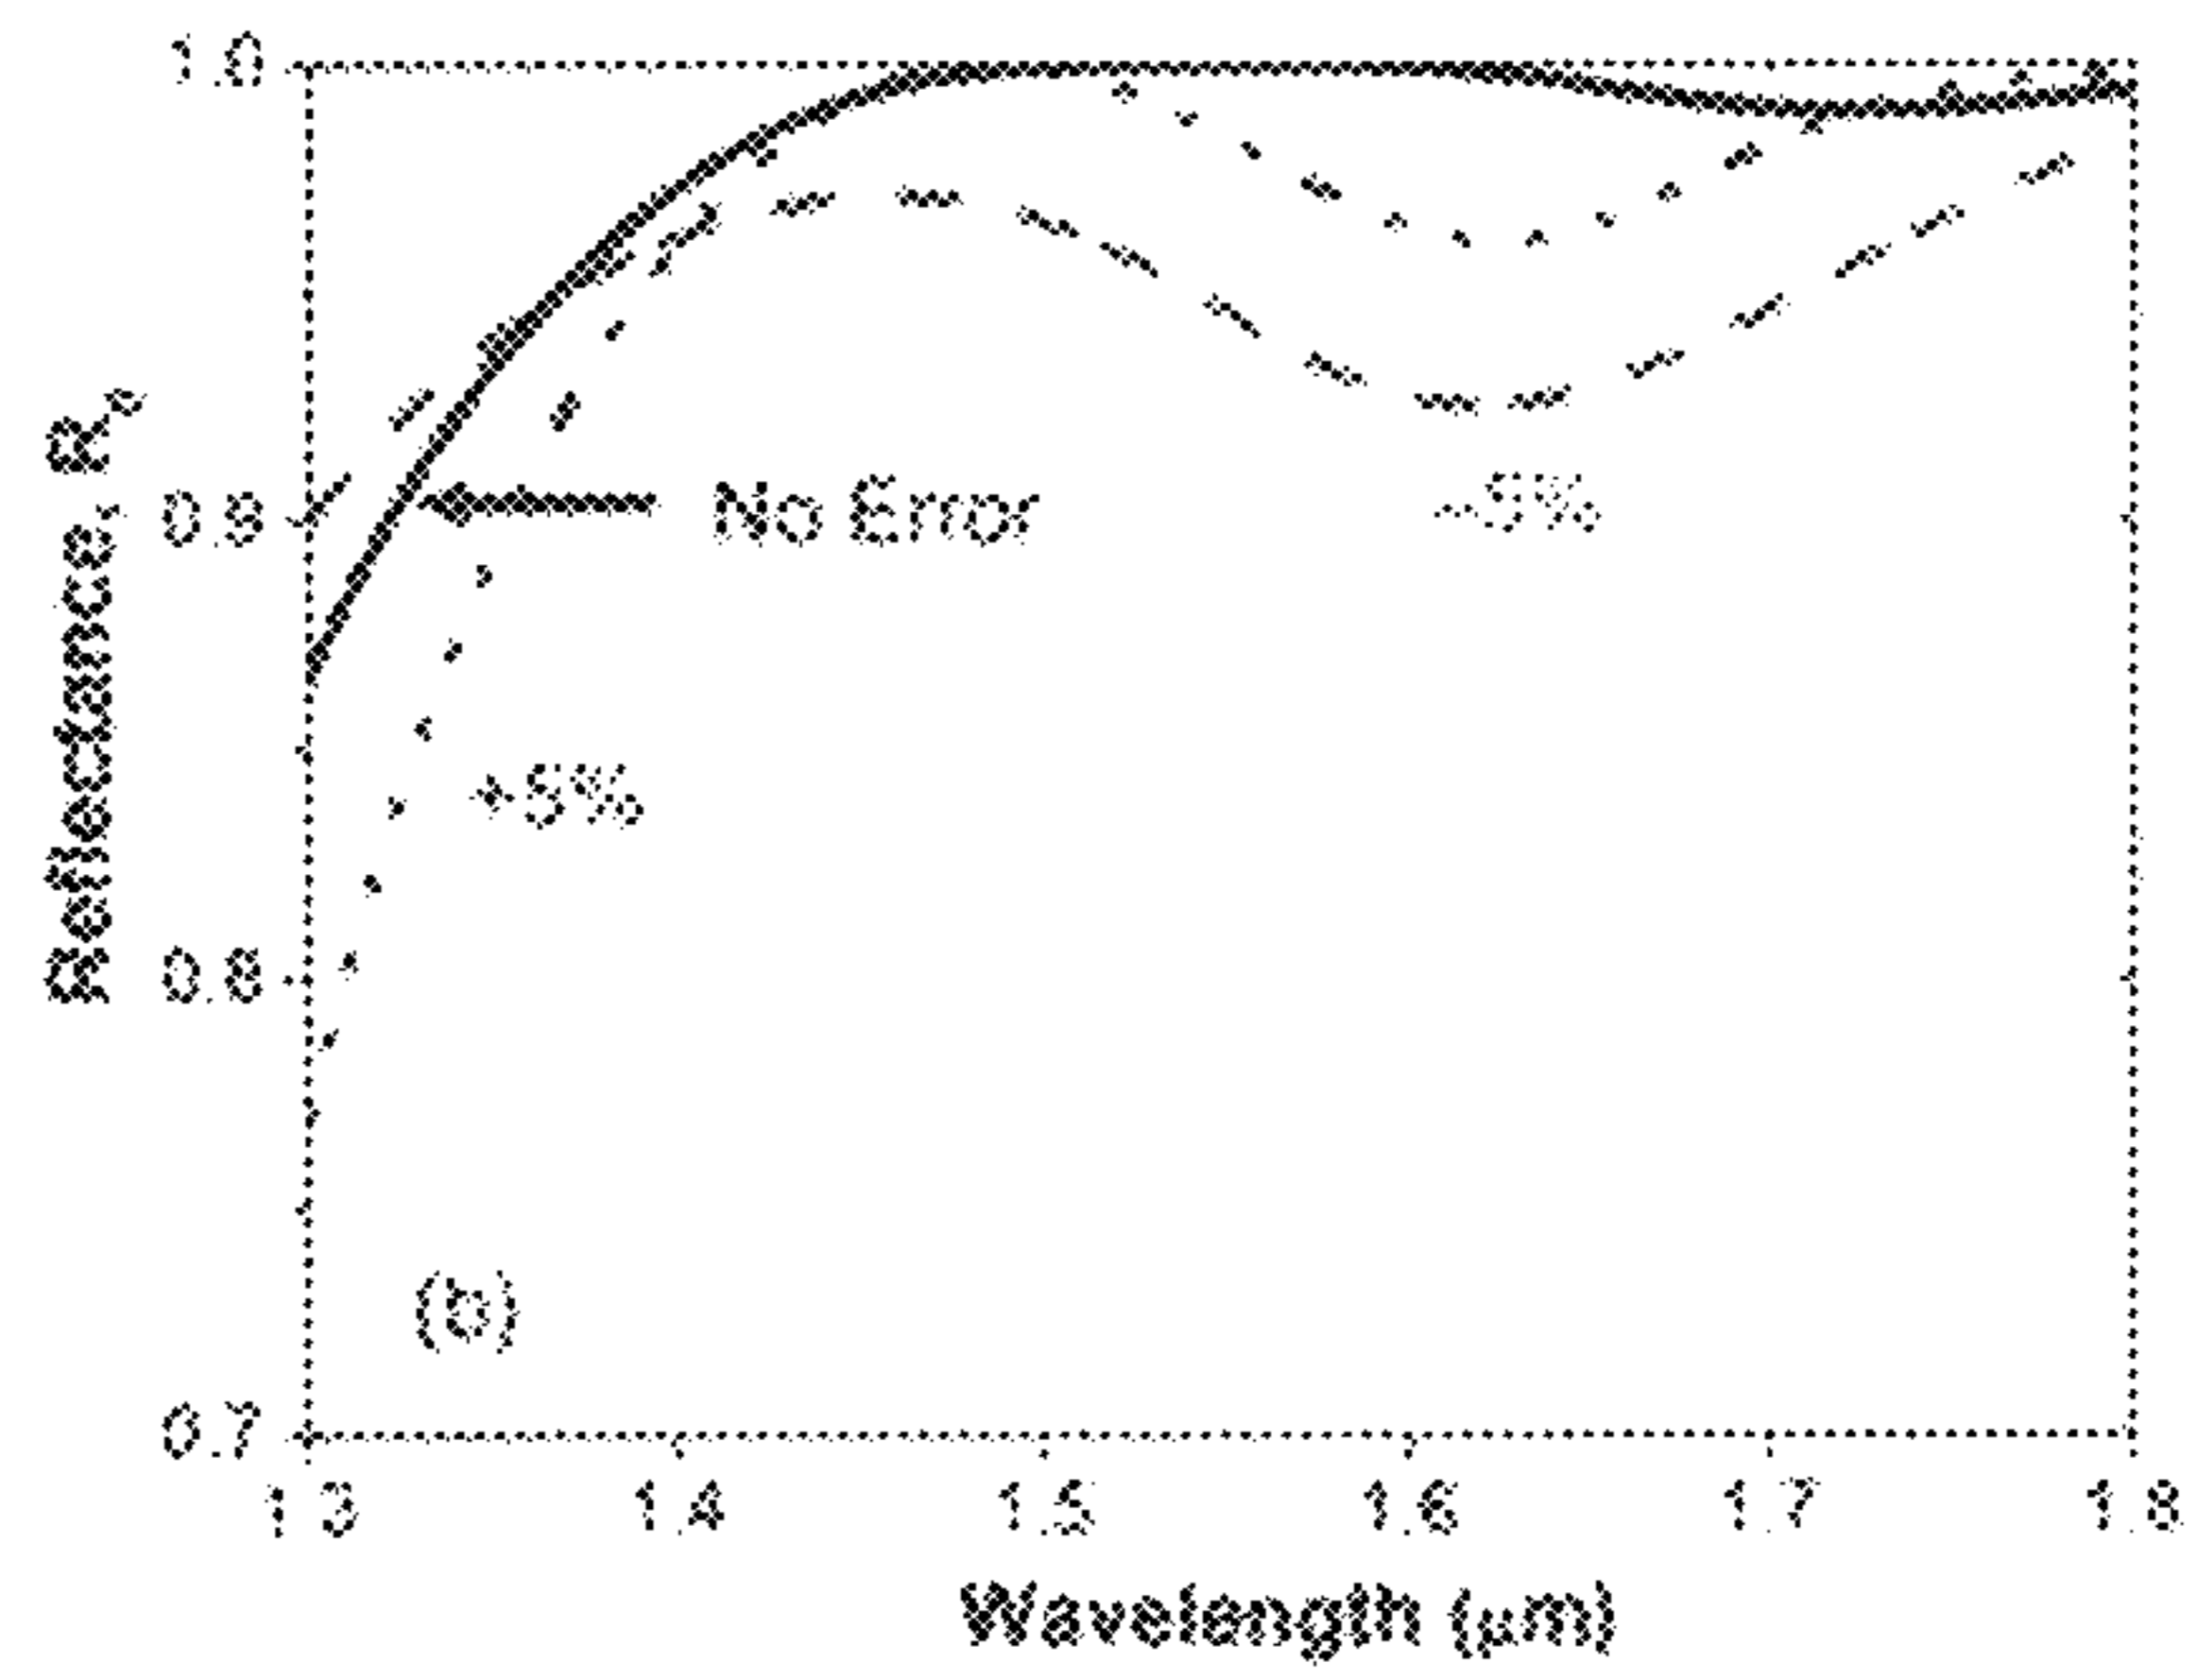 1.0
Reflectance, R₀
0.9
No Error
-5%
+5%
0.8
(b)
0.7
1.3 1.4 1.5 1.6 1.7 1.8
Wavelength (μm)